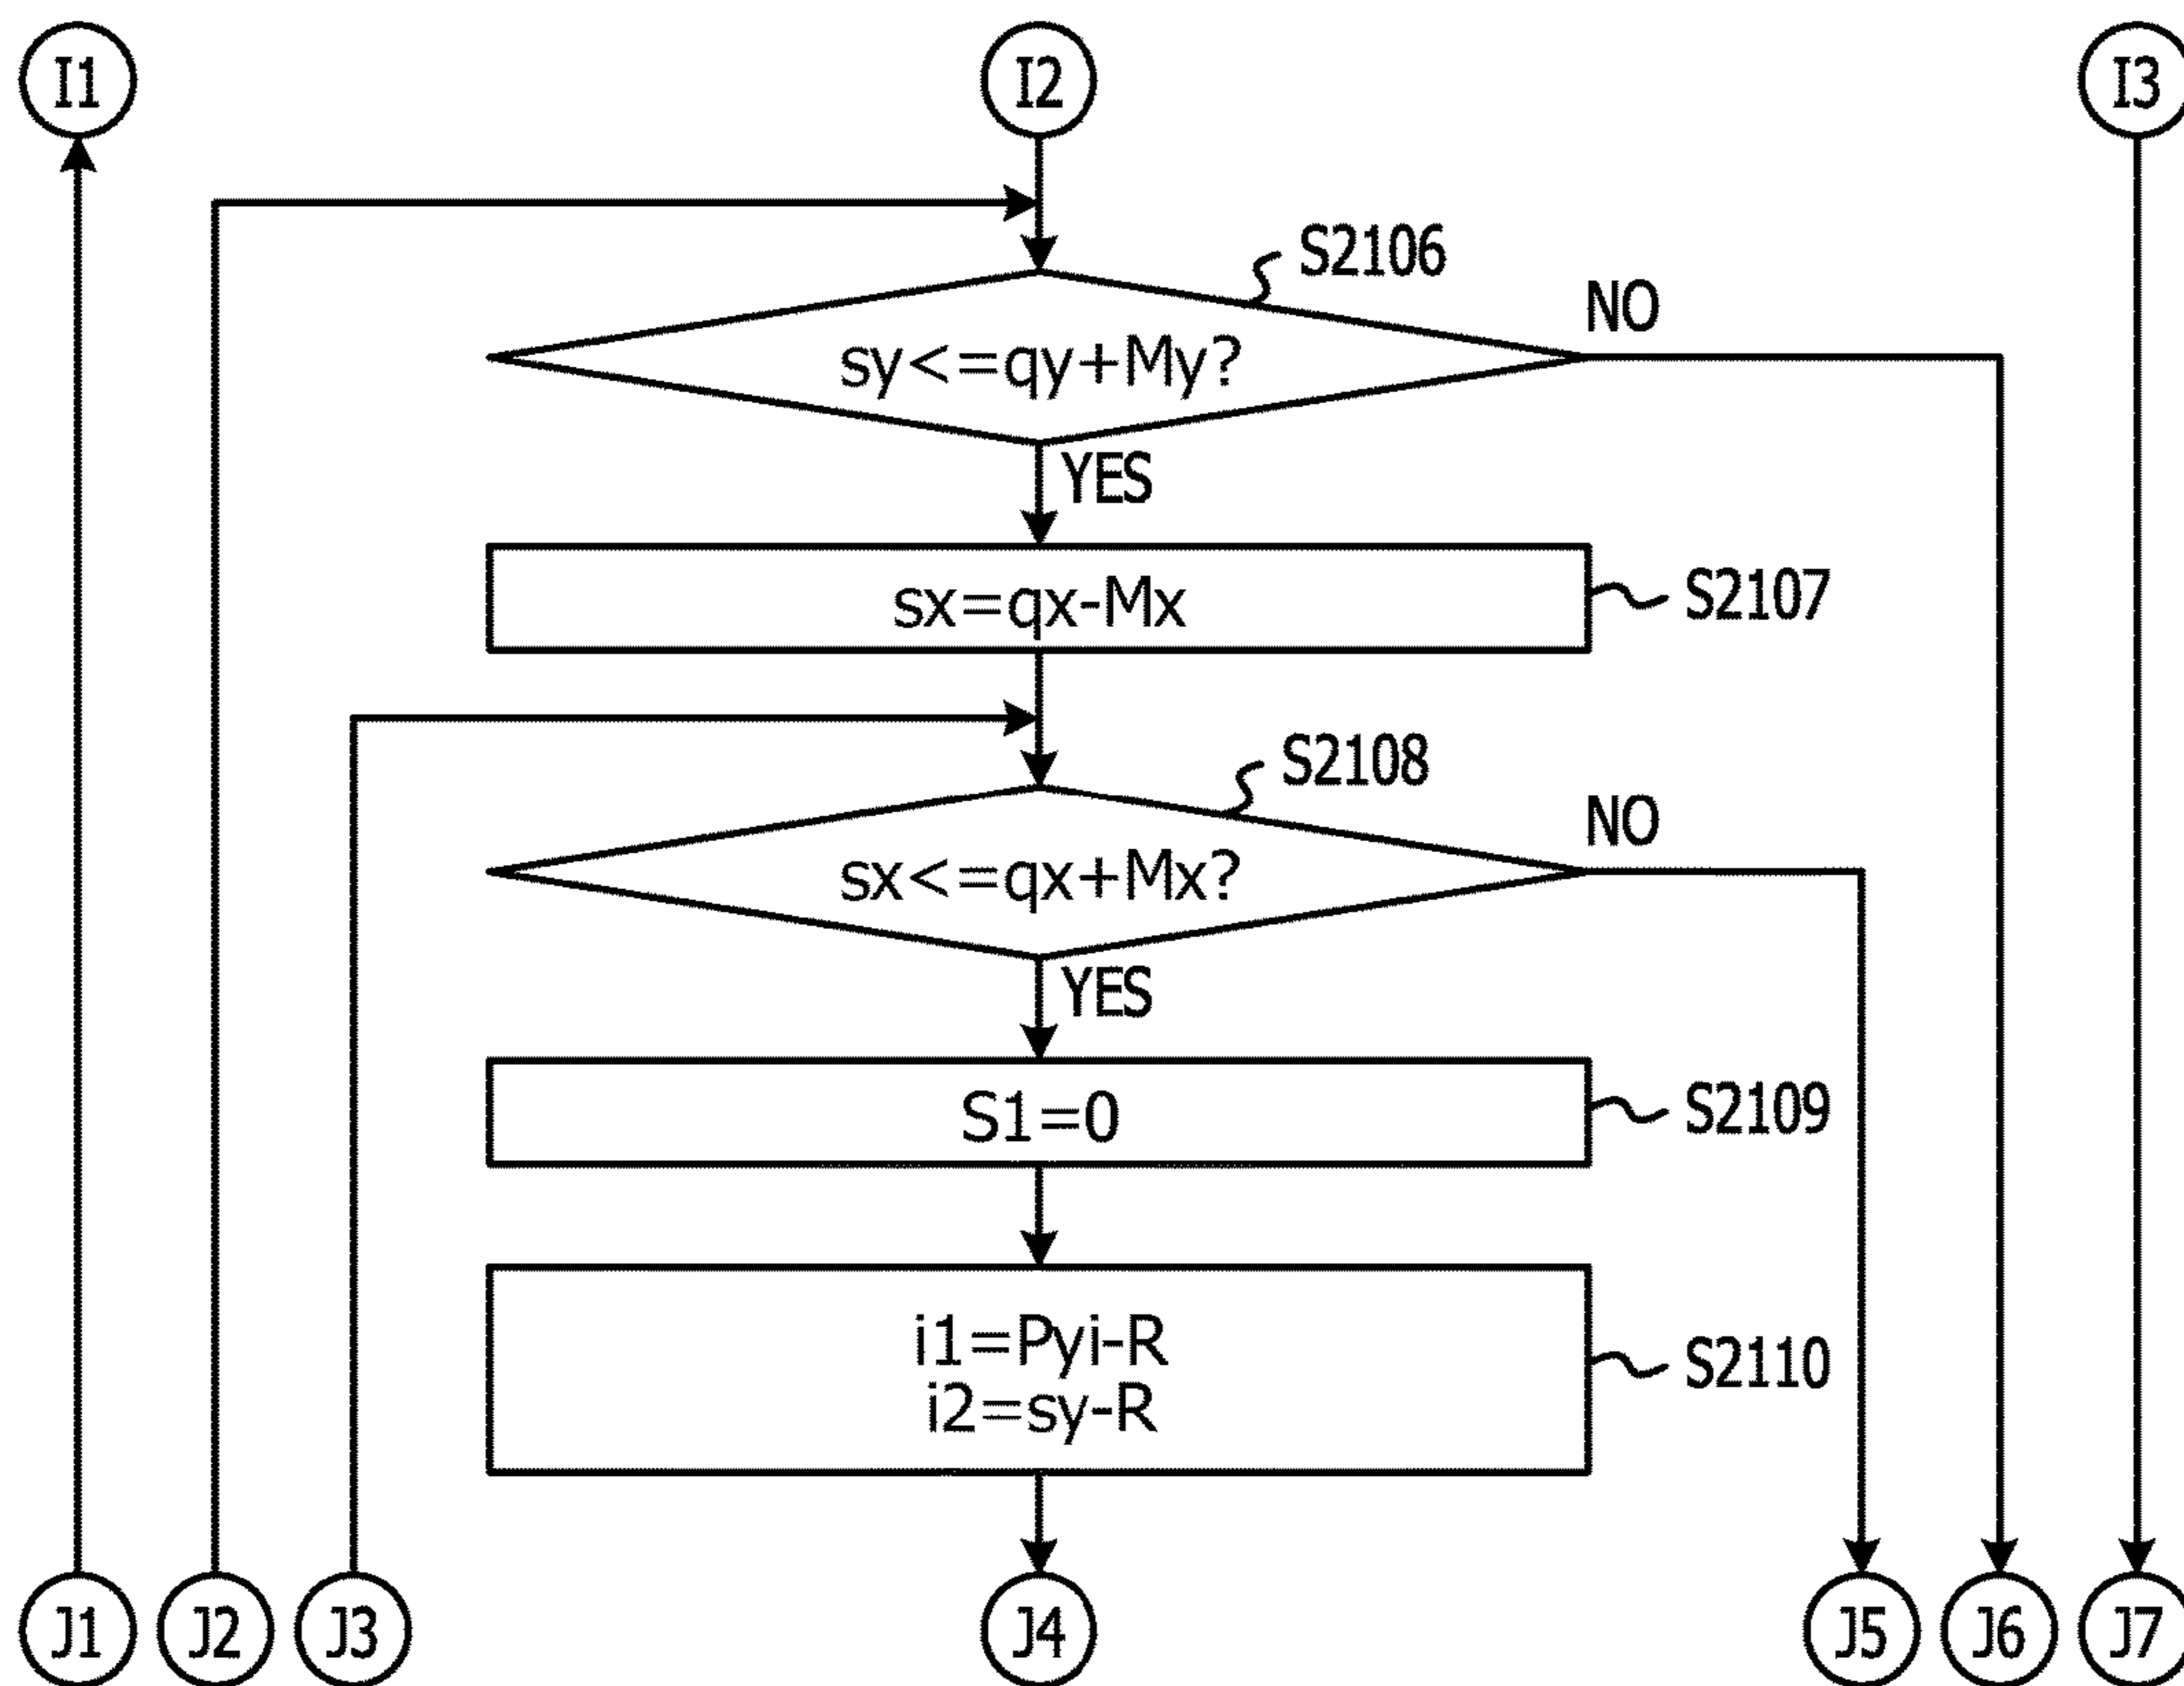 I1
I2
I3
S2106
NO
sy<=qy+My?
YES
sx=qx-Mx
S2107
S2108
NO
sx<=qx+Mx?
YES
S1=0
S2109
i1=Pyi-R
i2=sy-R
S2110
J1
J2
J3
J4
J5
J6
J7